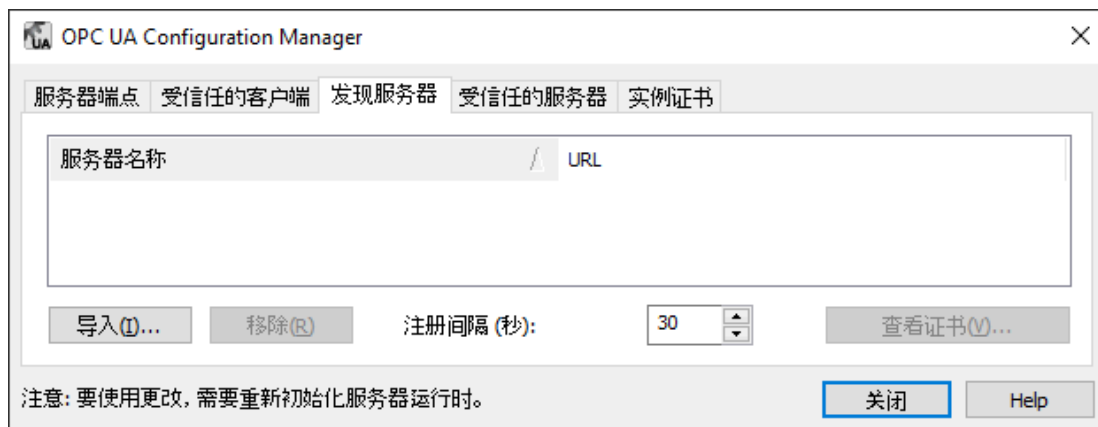 OPC UA Configuration Manager
服务器端点 受信任的客户端 发现服务器 受信任的服务器 实例证书
服务器名称 URL
导入(I)... 移除(R) 注册间隔 (秒): 30 查看证书(V)...
注意: 要使用更改, 需要重新初始化服务器运行时。 关闭 Help